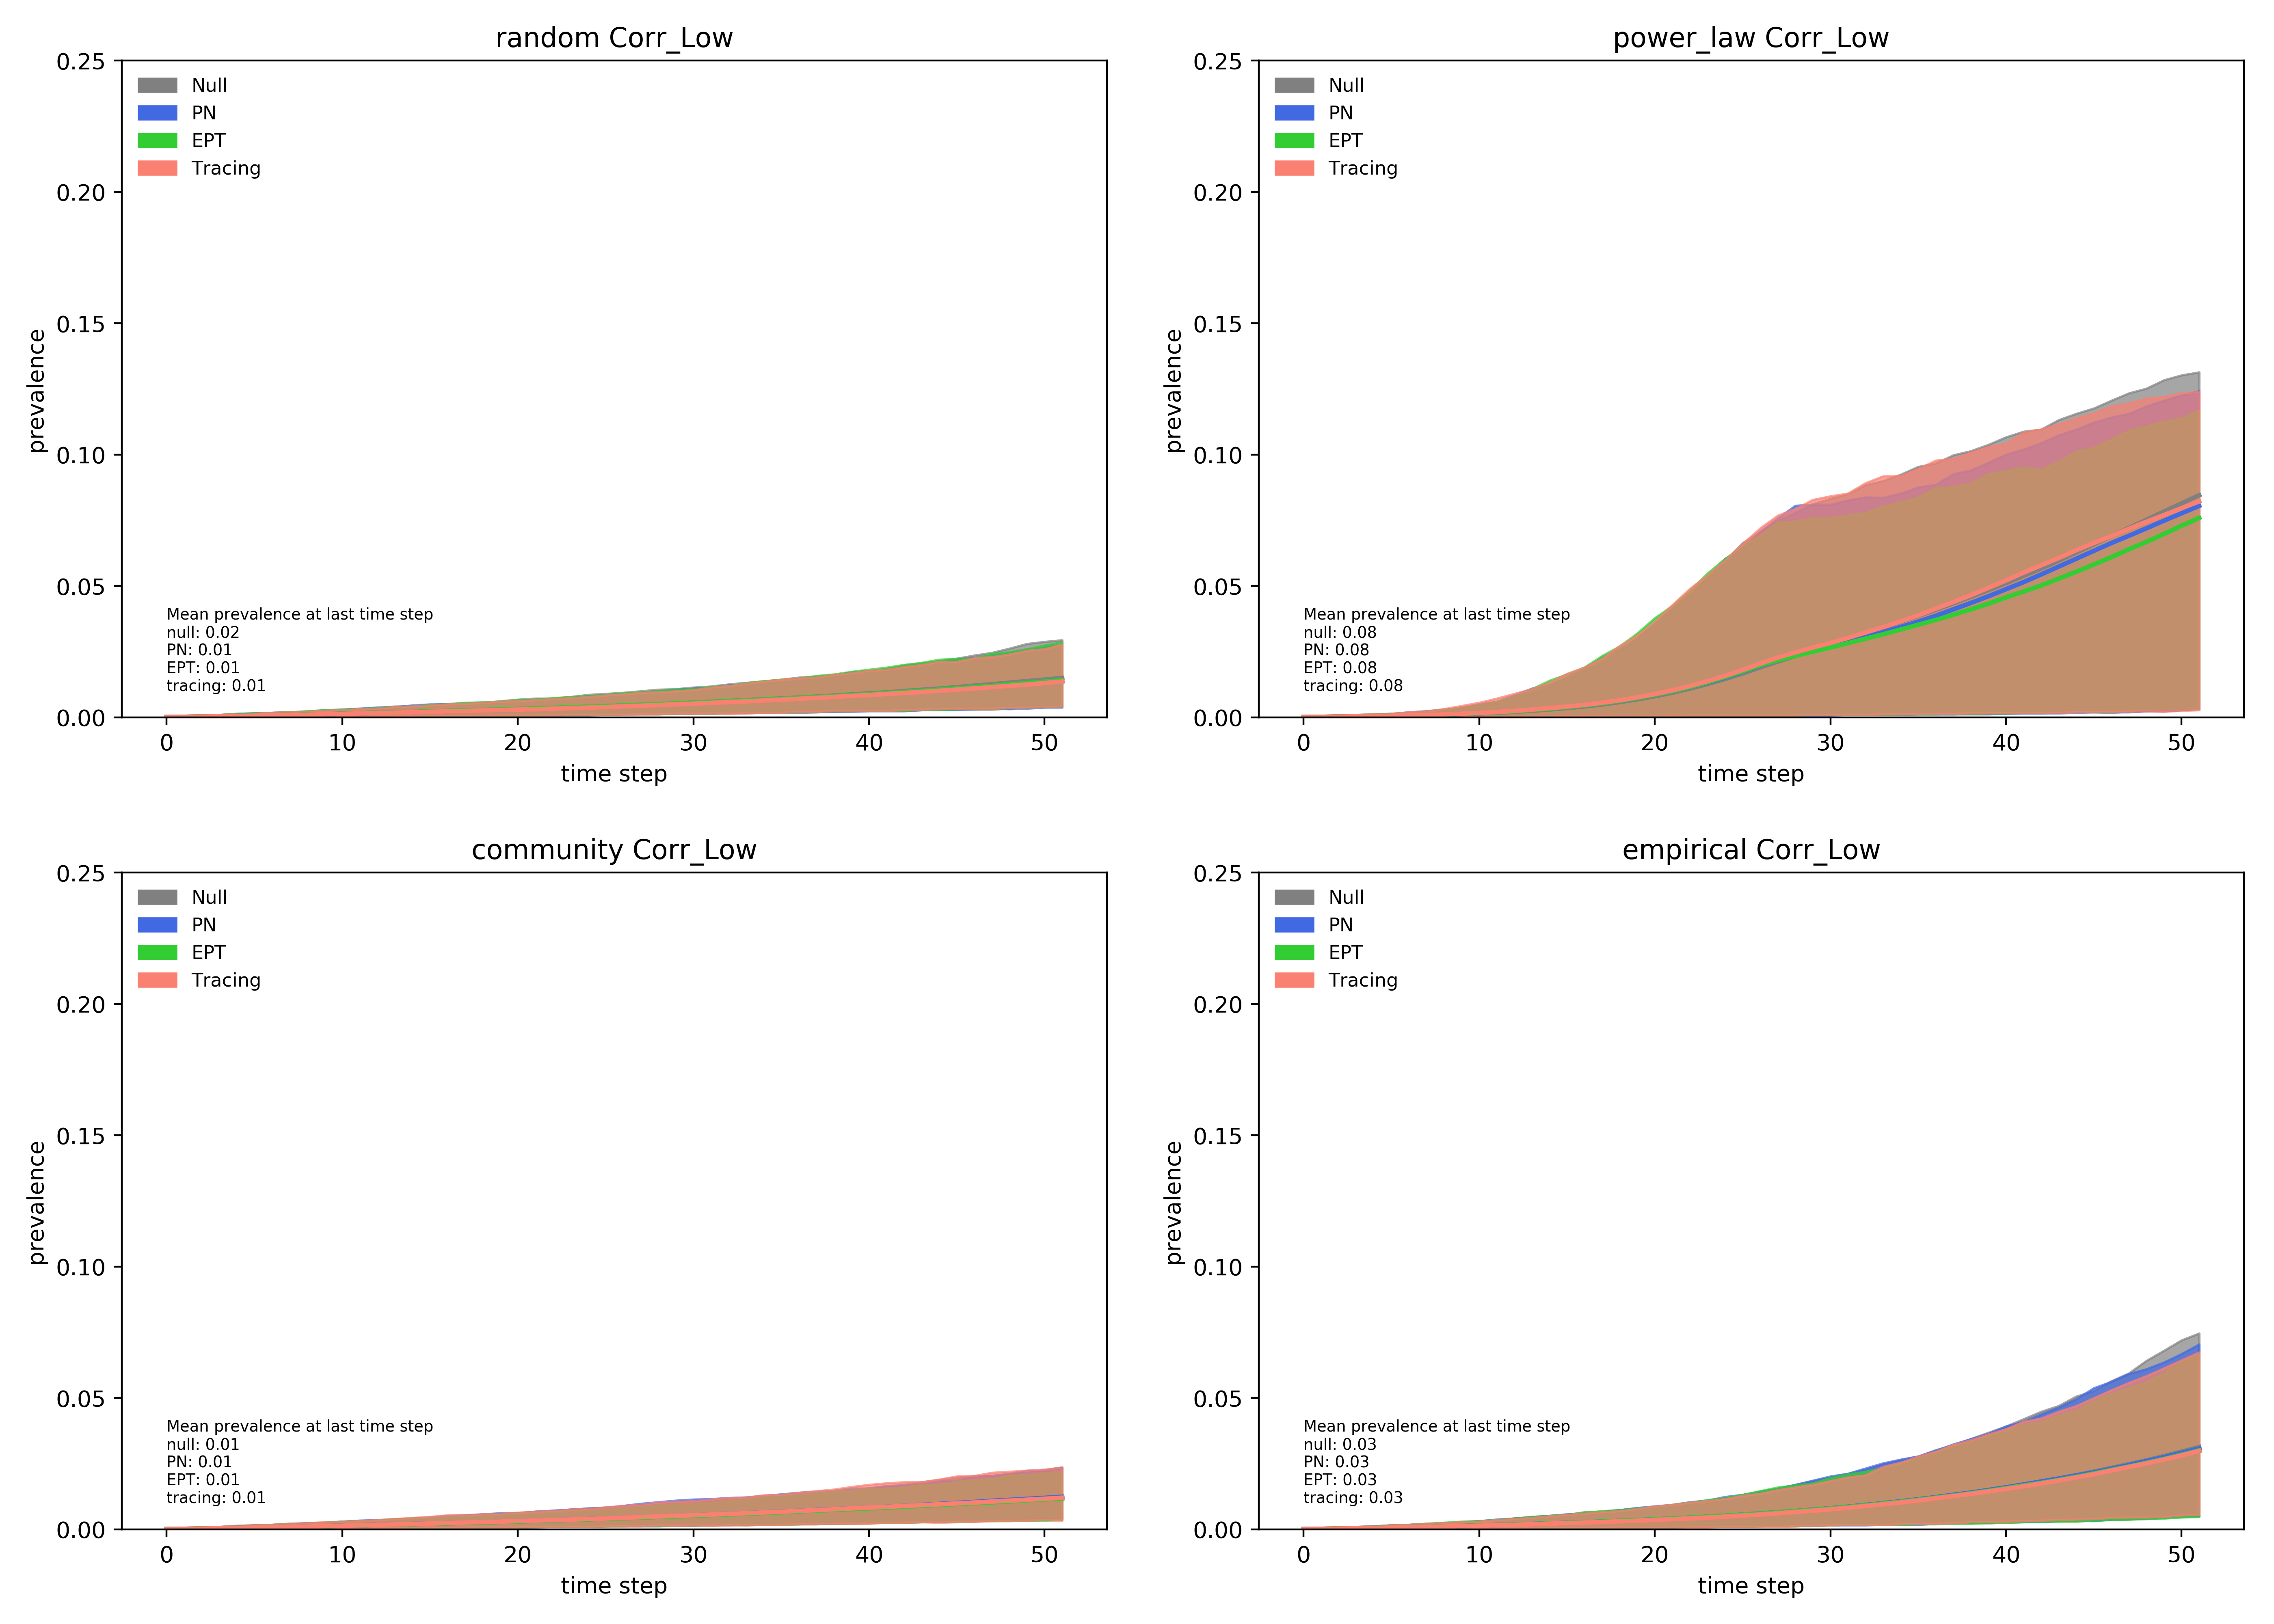 random Corr_Low
0.25
0.20
0.15
0.10
0.05
0.00
prevalence
Null
PN
EPT
Tracing
Mean prevalence at last time step
null: 0.02
PN: 0.01
EPT: 0.01
tracing: 0.01
0 10 20 30 40 50
time step
power_law Corr_Low
0.25
0.20
0.15
0.10
0.05
0.00
prevalence
Null
PN
EPT
Tracing
Mean prevalence at last time step
null: 0.08
PN: 0.08
EPT: 0.08
tracing: 0.08
0 10 20 30 40 50
time step
community Corr_Low
0.25
0.20
0.15
0.10
0.05
0.00
prevalence
Null
PN
EPT
Tracing
Mean prevalence at last time step
null: 0.01
PN: 0.01
EPT: 0.01
tracing: 0.01
0 10 20 30 40 50
time step
empirical Corr_Low
0.25
0.20
0.15
0.10
0.05
0.00
prevalence
Null
PN
EPT
Tracing
Mean prevalence at last time step
null: 0.03
PN: 0.03
EPT: 0.03
tracing: 0.03
0 10 20 30 40 50
time step